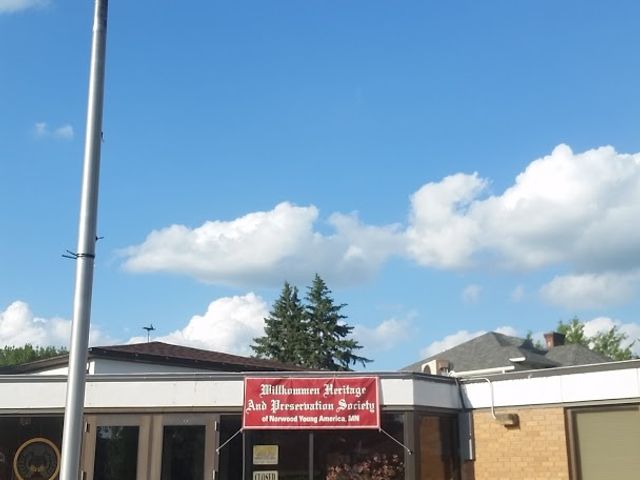 Willkommen Heritage
And Preservation Society
of Norwood Young America, MN
CLOSED